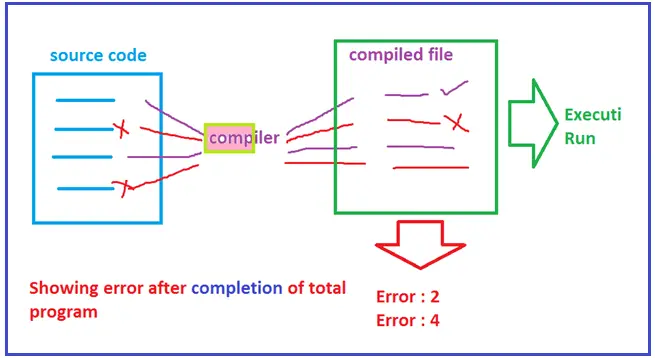 source code
compiled file
compiler
Executi
Run
Showing error after completion of total
program
Error : 2
Error : 4